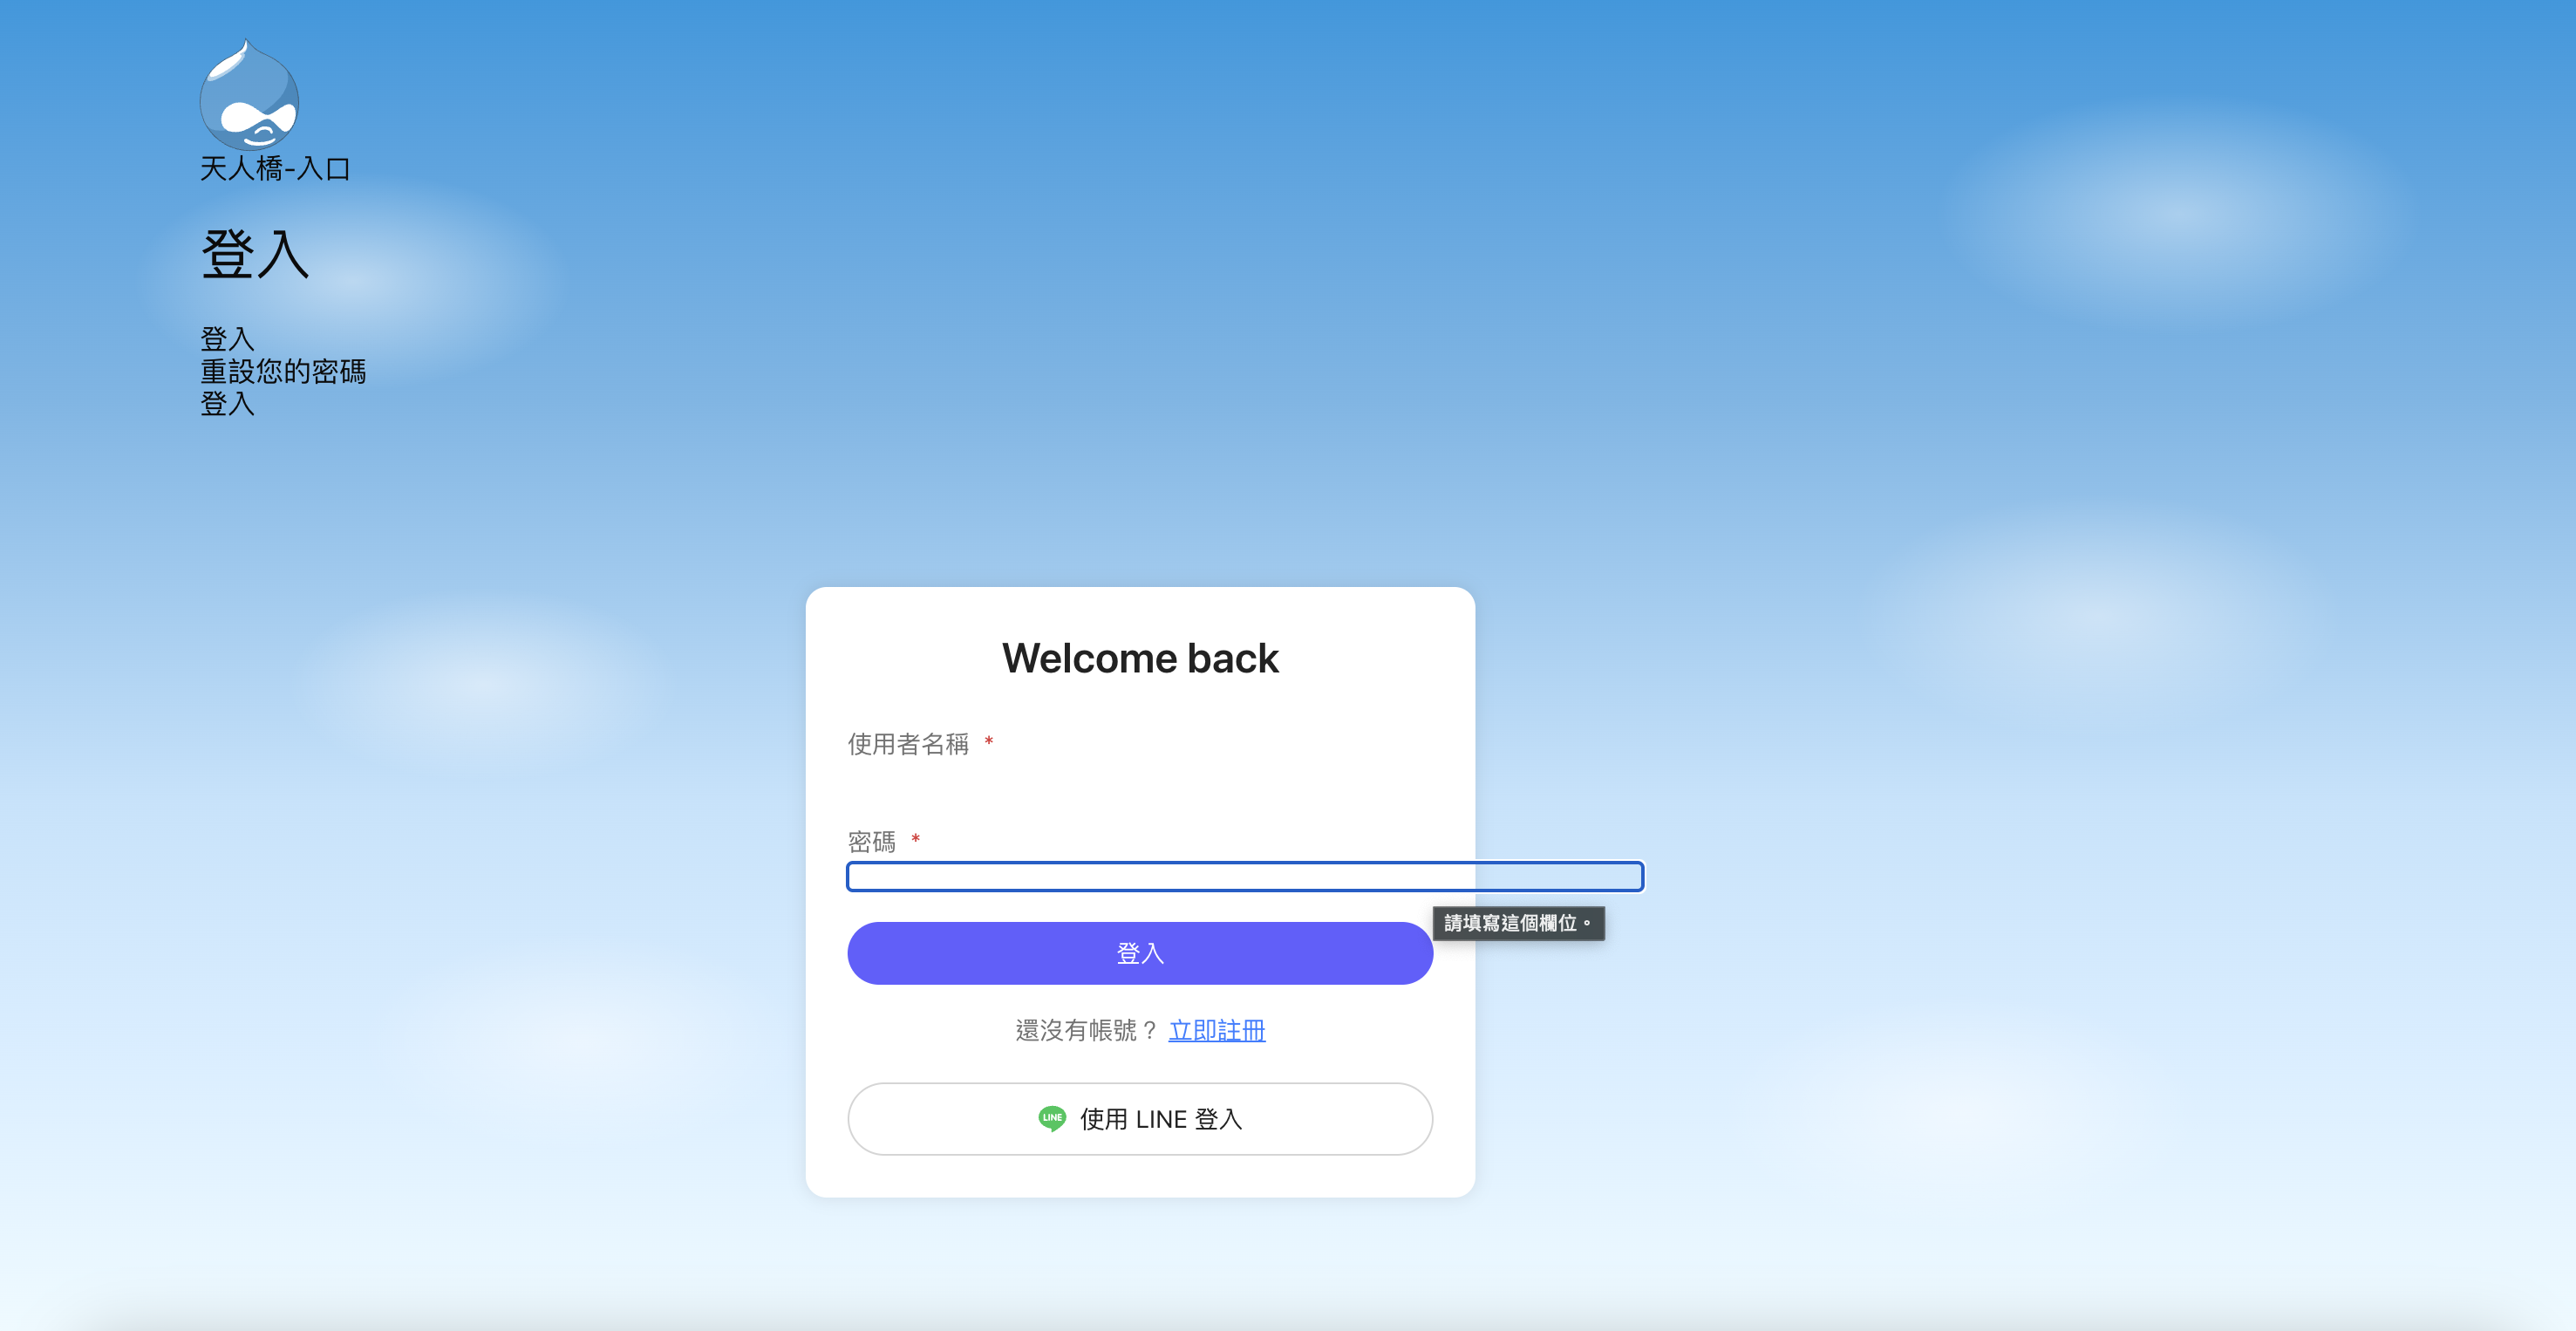 天人橋-入口
登入
登入
重設您的密碼
登入
Welcome back
使用者名稱 *
密碼 *
請填寫這個欄位。
登入
還沒有帳號？ 立即註冊
LINE 使用 LINE 登入